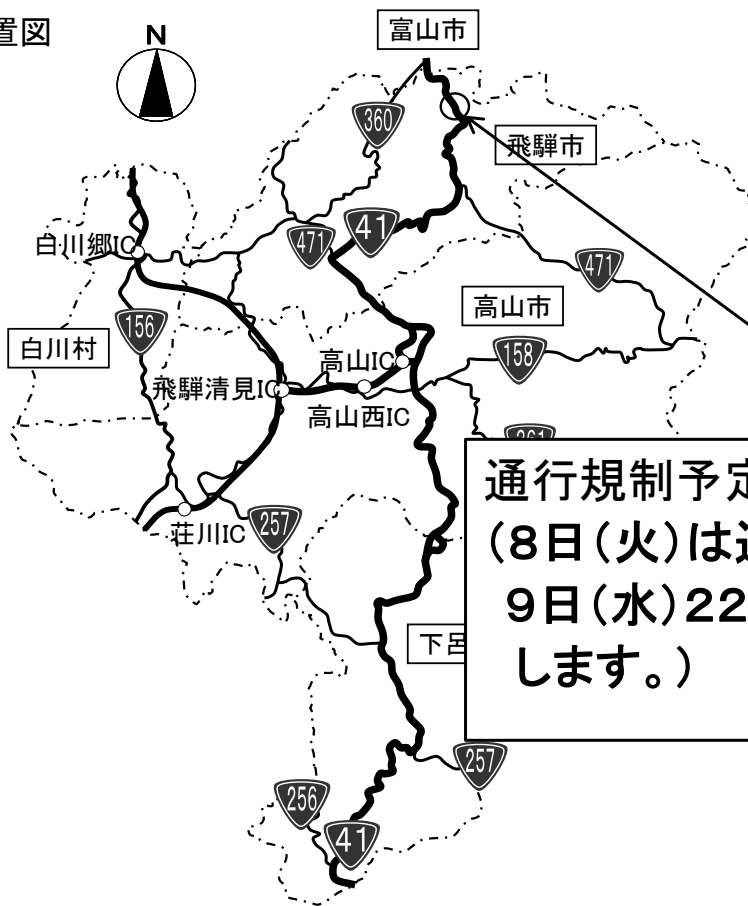 置図
N
富山市
360
飛騨市
41
471
白川郷IC
471
高山市
156
白川村
158
高山IC
飛騨清見IC
高山西IC
361
通行規制予定
(8日(火)は通
9日(水)22
します。)
荘川IC
257
下呂
257
256
41